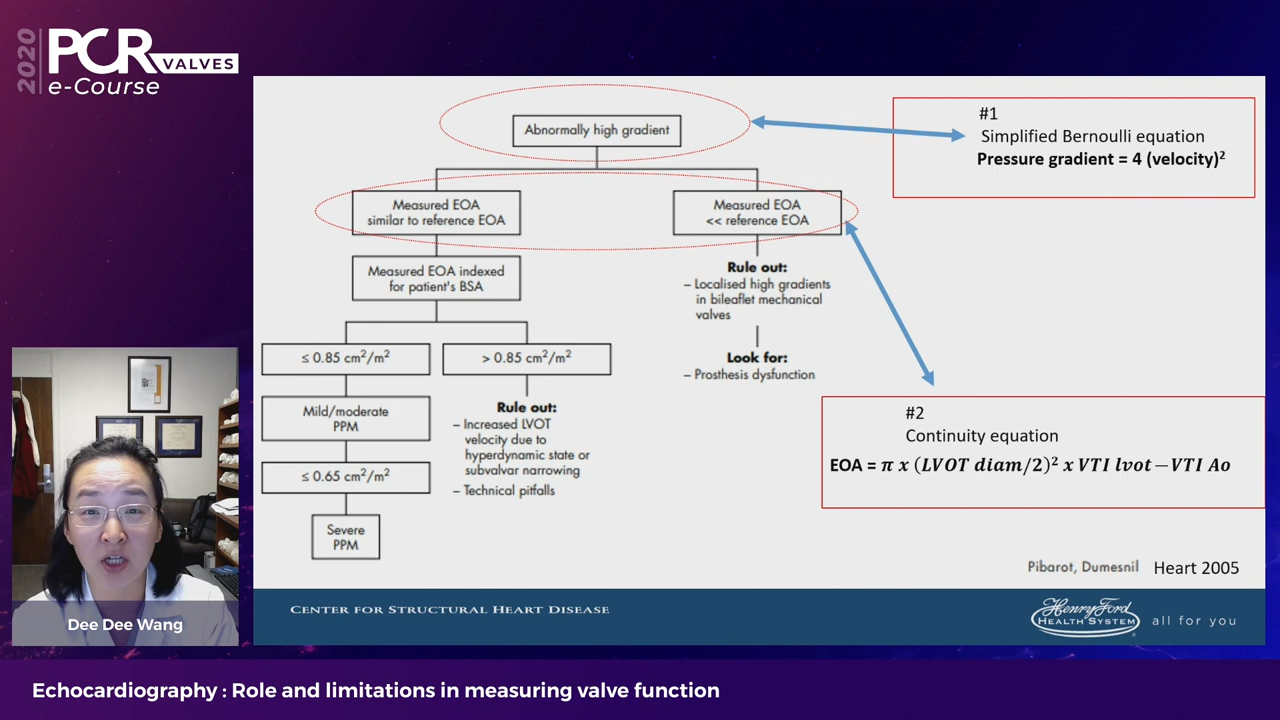 2020
PCR
VALVES
e-Course
Abnormally high gradient
#1
Simplified Bernoulli equation
Pressure gradient = 4 (velocity)²
Measured EOA
similar to reference EOA
Measured EOA
<< reference EOA
Measured EOA indexed
for patient's BSA
Rule out:
– Localised high gradients
in bileaflet mechanical
valves
Look for:
– Prosthesis dysfunction
≤ 0.85 cm²/m²
> 0.85 cm²/m²
Mild/moderate
PPM
Rule out:
– Increased LVOT
velocity due to
hyperdynamic state or
subvalvar narrowing
– Technical pitfalls
≤ 0.65 cm²/m²
Severe
PPM
#2
Continuity equation
EOA = π x (LVOT diam/2)² x VTI lvot – VTI Ao
Pibarot, Dumesnil Heart 2005
CENTER FOR STRUCTURAL HEART DISEASE
Henry Ford
HEALTH SYSTEM
all for you
Dee Dee Wang
Echocardiography : Role and limitations in measuring valve function